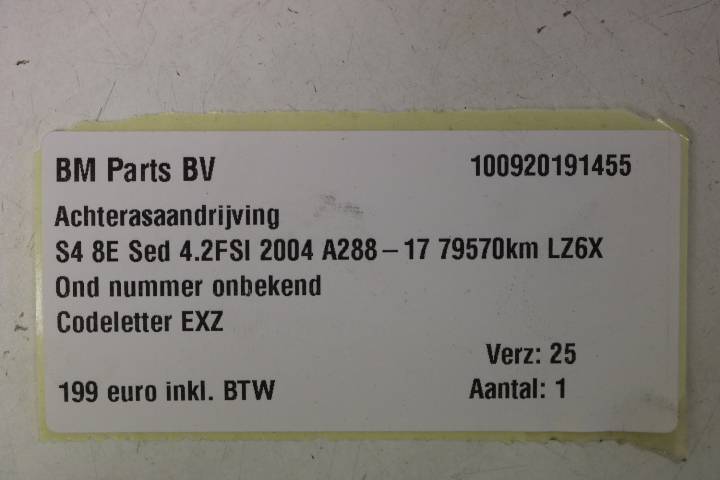 BM Parts BV 100920191455
Achterasaandrijving
S4 8E Sed 4.2FSI 2004 A288-17 79570km LZ6X
Ond nummer onbekend
Codeletter EXZ
Verz: 25
199 euro inkl. BTW Aantal: 1